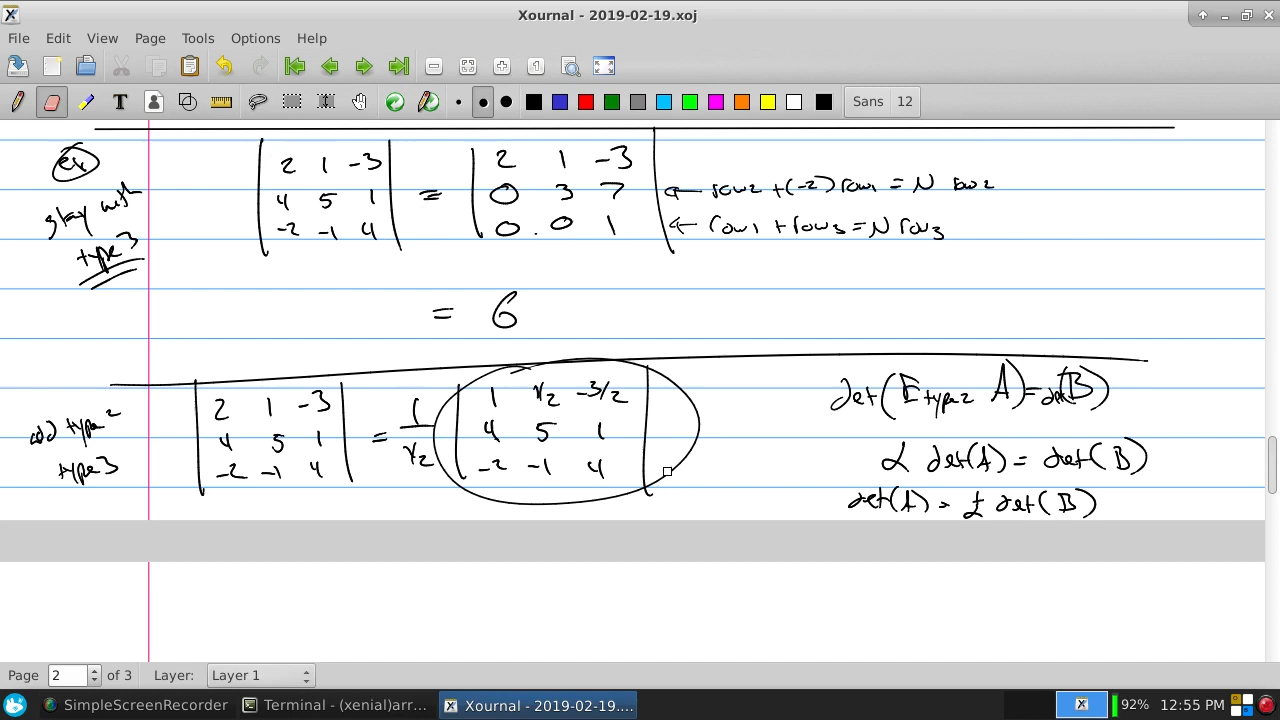 Xournal - 2019-02-19.xoj
File Edit View Page Tools Options Help
Sans 12
ex
stay with
type 3
| 2 1 -3 | = | 2 1 -3 |
| 4 5 1 | | 0 3 7 | ← row2 +(-2) row1 = N row2
| -2 -1 4 | | 0 . 0 1 | ← row1 + row3 = N row3
= 6
add type 2
type 3
| 2 1 -3 | = 1 / 1/2 | 1 1/2 -3/2 |
| 4 5 1 | | 4 5 1 |
| -2 -1 4 | | -2 -1 4 |
det(E type 2 A) = det(B)
α det(A) = det(B)
det(A) = 1/α det(B)
Page 2 of 3 Layer: Layer 1
SimpleScreenRecorder Terminal - (xenial)arr... Xournal - 2019-02-19.... 92% 12:55 PM